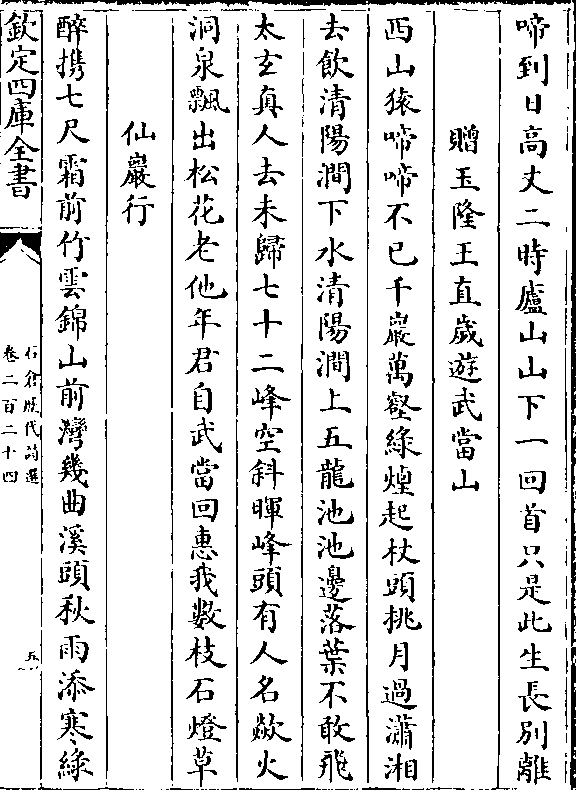 啼到日高丈二時廬山山下一回首只是此生長別離
贈玉隆王直歲遊武當山
西山猿啼啼不已千巖萬壑綠煙起杖頭挑月過瀟湘
去飲清陽澗下水清陽澗上五龍池池邊落葉不敢飛
太玄真人去未歸七十二峰空斜暉峰頭有人名歘火
洞泉飄出松花老他年君自武當回惠我數枝石燈草
仙巖行
醉携七尺霜前竹雲錦山前灣幾曲溪頭秋雨添寒綠
欽定四庫全書
石倉歷代詩選
卷二百二十四
五